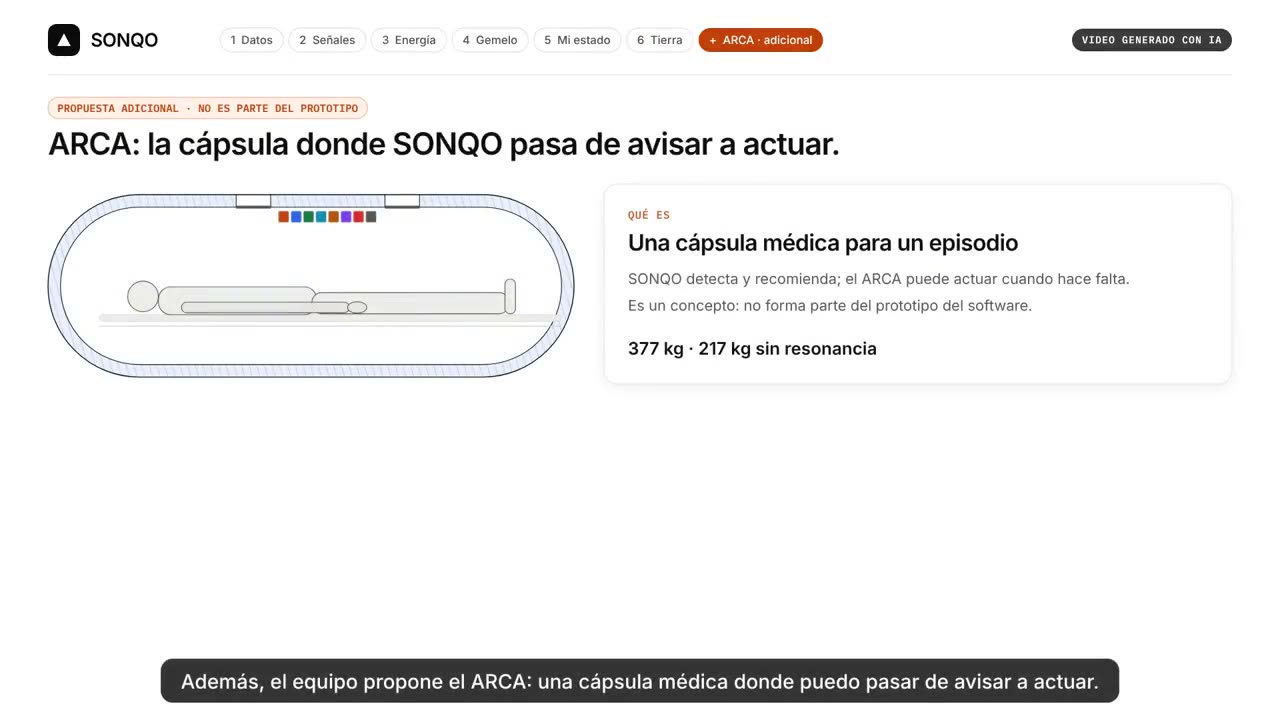 SONQO
1 Datos
2 Señales
3 Energía
4 Gemelo
5 Mi estado
6 Tierra
+ ARCA · adicional
VIDEO GENERADO CON IA
PROPUESTA ADICIONAL · NO ES PARTE DEL PROTOTIPO
ARCA: la cápsula donde SONQO pasa de avisar a actuar.
QUÉ ES
Una cápsula médica para un episodio
SONQO detecta y recomienda; el ARCA puede actuar cuando hace falta.
Es un concepto: no forma parte del prototipo del software.
377 kg · 217 kg sin resonancia
Además, el equipo propone el ARCA: una cápsula médica donde puedo pasar de avisar a actuar.